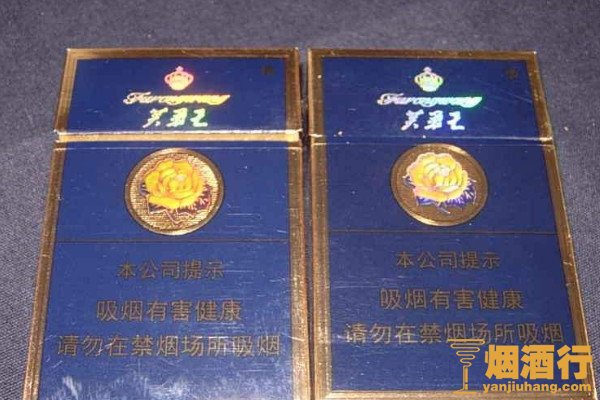 Furongwang
芙蓉王
本公司提示
吸烟有害健康
请勿在禁烟场所吸烟
Furongwang
芙蓉王
本公司提示
吸烟有害健康
请勿在禁烟场所吸烟
烟酒行
yanjiuhang.com